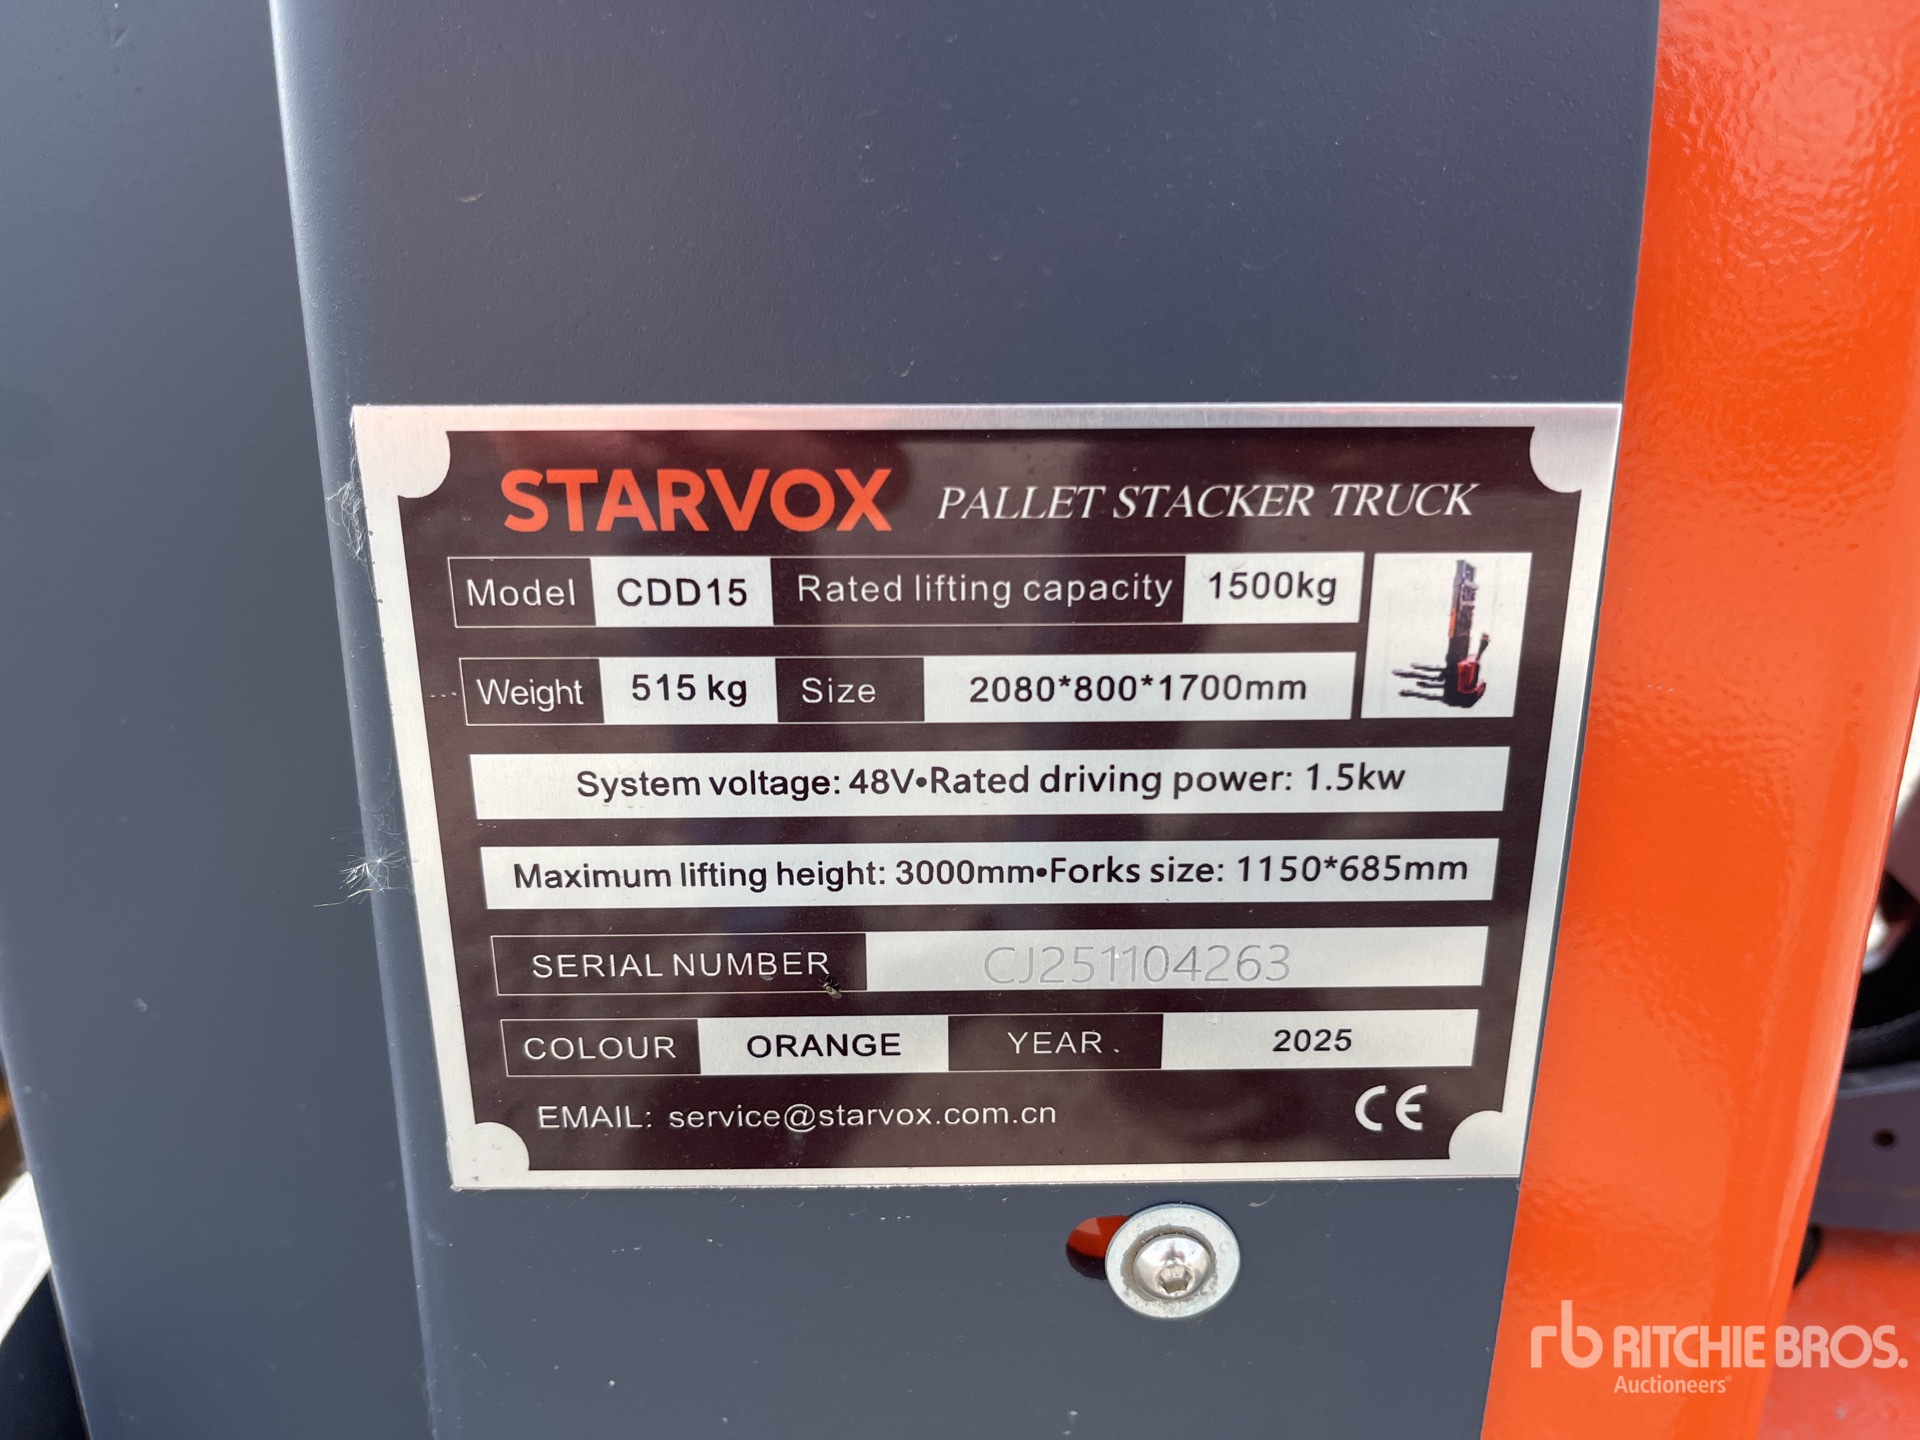 STARVOX PALLET STACKER TRUCK
Model CDD15 Rated lifting capacity 1500kg
Weight 515 kg Size 2080*800*1700mm
System voltage: 48V•Rated driving power: 1.5kw
Maximum lifting height: 3000mm•Forks size: 1150*685mm
SERIAL NUMBER CJ251104263
COLOUR ORANGE YEAR . 2025
EMAIL: service@starvox.com.cn CE
rb RITCHIE BROS.
Auctioneers®